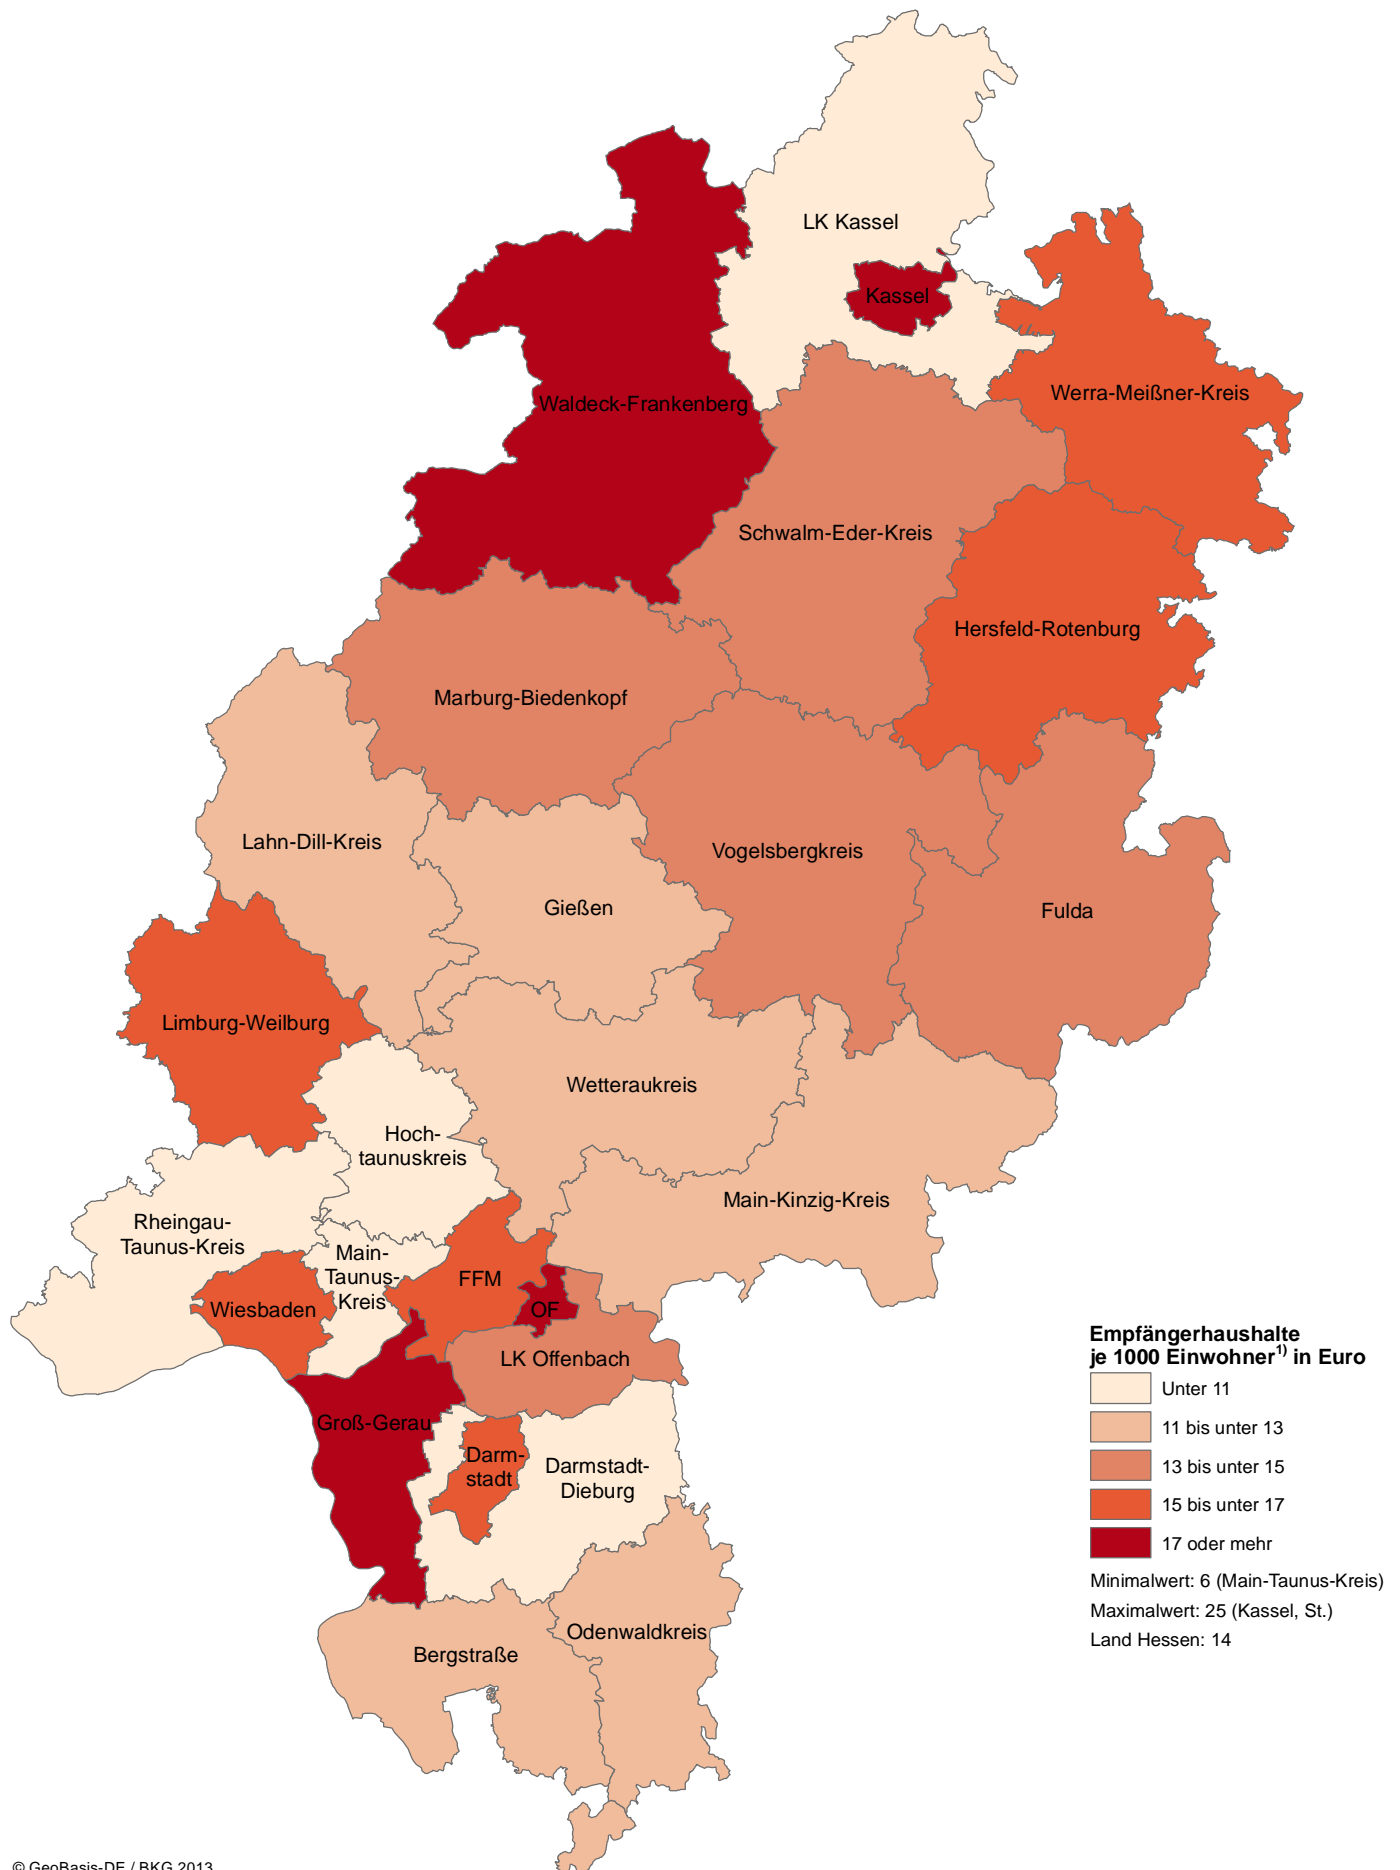 LK Kassel
Kassel
Werra-Meißner-Kreis
Waldeck-Frankenberg
Schwalm-Eder-Kreis
Hersfeld-Rotenburg
Marburg-Biedenkopf
Lahn-Dill-Kreis
Vogelsbergkreis
Gießen
Fulda
Limburg-Weilburg
Wetteraukreis
Hoch-
taunuskreis
Main-Kinzig-Kreis
Rheingau-
Taunus-Kreis
Main-
Taunus-
Kreis
FFM
Wiesbaden
OF
LK Offenbach
Groß-Gerau
Darm-
stadt
Darmstadt-
Dieburg
Odenwaldkreis
Bergstraße
Empfängerhaushalte
je 1000 Einwohner¹⁾ in Euro
Unter 11
11 bis unter 13
13 bis unter 15
15 bis unter 17
17 oder mehr
Minimalwert: 6 (Main-Taunus-Kreis)
Maximalwert: 25 (Kassel, St.)
Land Hessen: 14
© GeoBasis-DE / BKG 2013